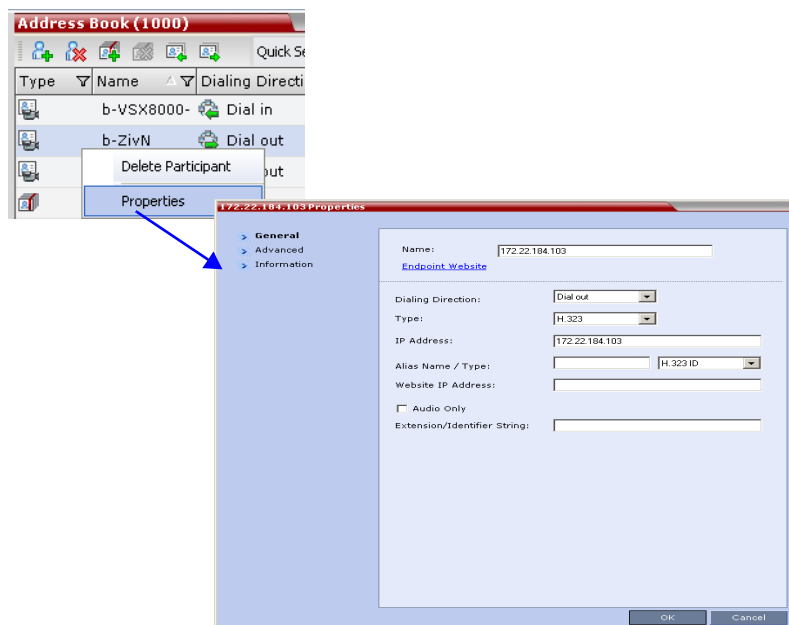 Address Book (1000)
Quick Se
Type Name Dialing Directi
b-VSX8000- Dial in
b-ZivN Dial out
Delete Participant out
Properties
172.22.184.103 Properties
General
Advanced
Information
Name: 172.22.184.103
Endpoint Website
Dialing Direction: Dial out
Type: H.323
IP Address: 172.22.184.103
Alias Name / Type: H.323 ID
Website IP Address:
Audio Only
Extension/Identifier String:
OK Cancel